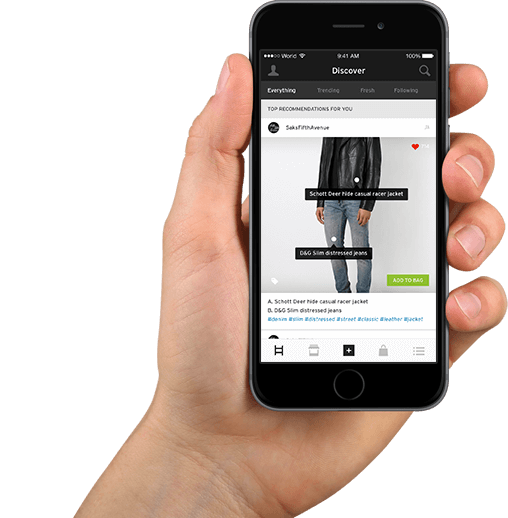 World 9:41 AM 100%
Discover
Everything Trending Fresh Following
TOP RECOMMENDATIONS FOR YOU
SaksFifthAvenue
Schott Deer hide casual racer jacket
D&G Slim distressed jeans
ADD TO BAG
A. Schott Deer hide casual racer jacket
B. D&G Slim distressed jeans
#denim #slim #distressed #street #classic #leather #jacket